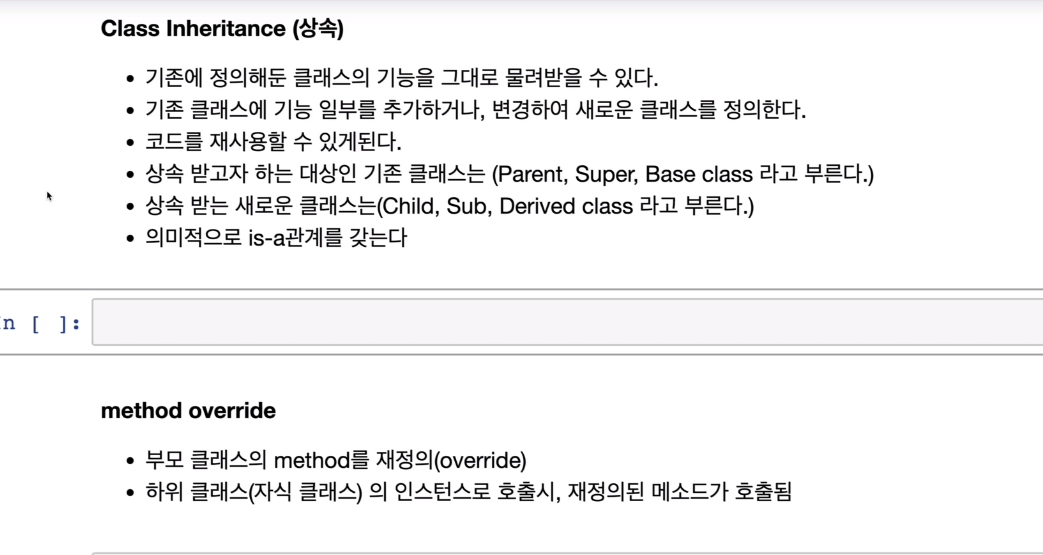 Class Inheritance (상속)
• 기존에 정의해둔 클래스의 기능을 그대로 물려받을 수 있다.
• 기존 클래스에 기능 일부를 추가하거나, 변경하여 새로운 클래스를 정의한다.
• 코드를 재사용할 수 있게된다.
• 상속 받고자 하는 대상인 기존 클래스는 (Parent, Super, Base class 라고 부른다.)
• 상속 받는 새로운 클래스는(Child, Sub, Derived class 라고 부른다.)
• 의미적으로 is-a관계를 갖는다
n [ ]:
method override
• 부모 클래스의 method를 재정의(override)
• 하위 클래스(자식 클래스) 의 인스턴스로 호출시, 재정의된 메소드가 호출됨